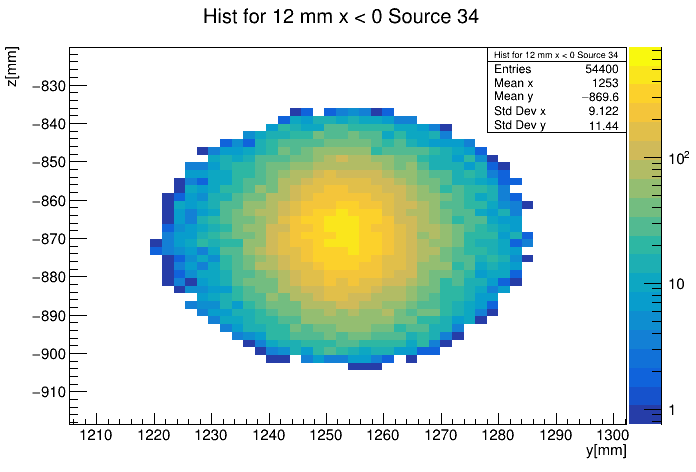 Hist for 12 mm x < 0 Source 34
z[mm]
Hist for 12 mm x < 0 Source 34
Entries 54400
Mean x 1253
Mean y −869.6
Std Dev x 9.122
Std Dev y 11.44
−830
−840
−850
−860
−870
−880
−890
−900
−910
10²
10
1
1210 1220 1230 1240 1250 1260 1270 1280 1290 1300
y[mm]